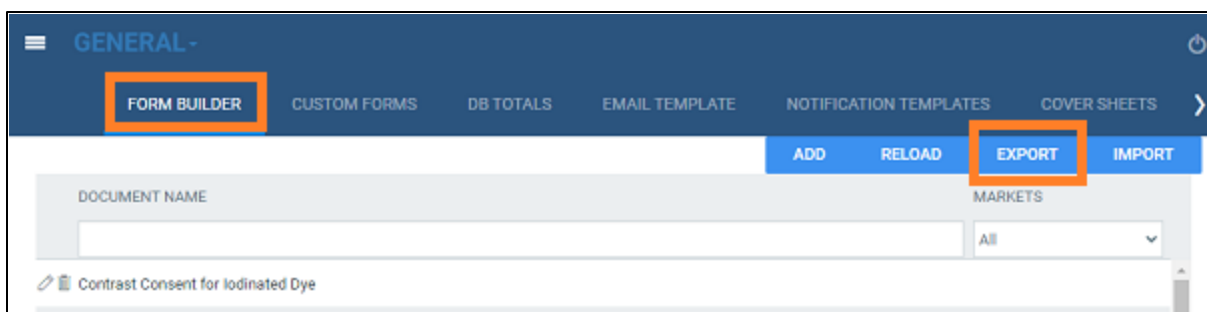 GENERAL-
FORM BUILDER CUSTOM FORMS DB TOTALS EMAIL TEMPLATE NOTIFICATION TEMPLATES COVER SHEETS
ADD RELOAD EXPORT IMPORT
DOCUMENT NAME MARKETS
All
Contrast Consent for Iodinated Dye